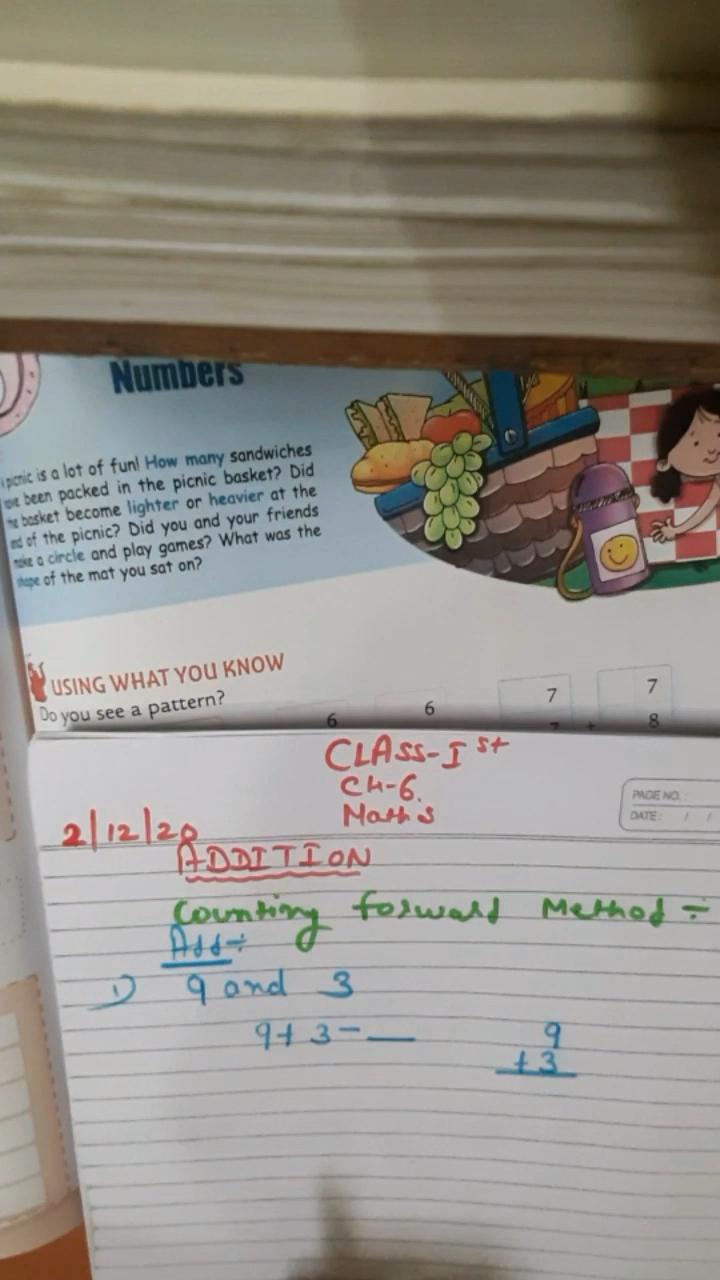 Numbers
picnic is a lot of fun! How many sandwiches
been packed in the picnic basket? Did
basket become lighter or heavier at the
of the picnic? Did you and your friends
a circle and play games? What was the
of the mat you sat on?
USING WHAT YOU KNOW
Do you see a pattern?
6 6 7 7
+ 8
CLASS-I st
CH-6
Maths
PAGE NO.:
DATE: / /
2/12/20
ADDITION
Counting forward Method ÷
Add ÷
1) 9 and 3
9+3-__
9
+3